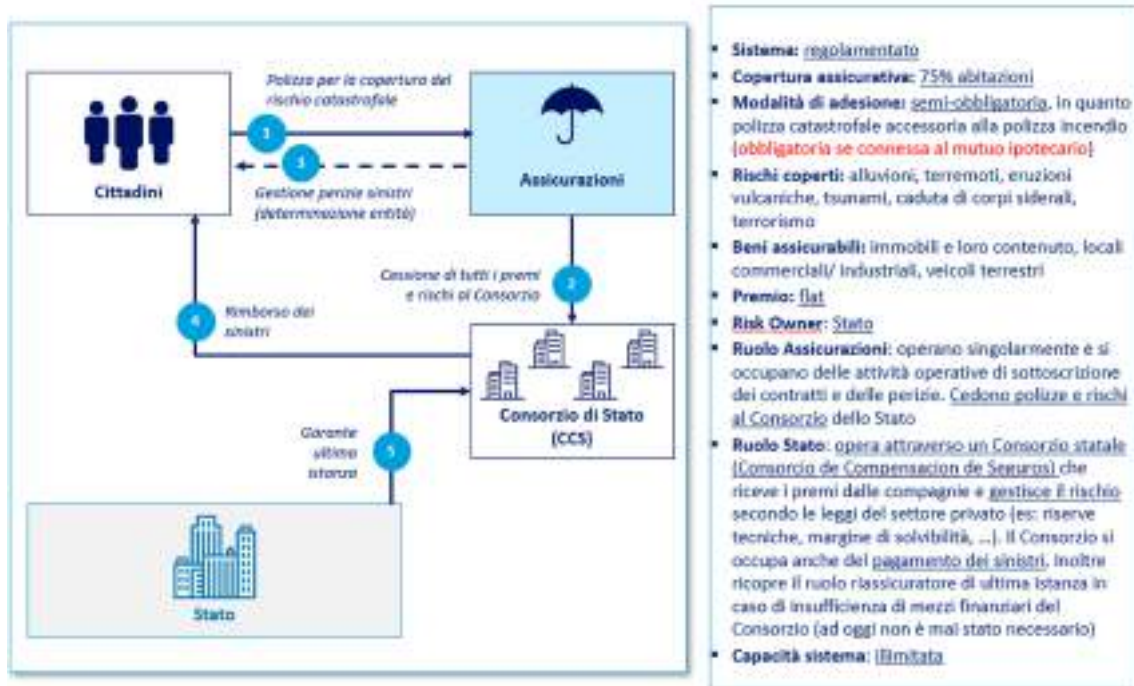 Polizza per la copertura del
rischio catastrofale
1
3
Gestione perizie sinistri
(determinazione entità)
Cittadini
Assicurazioni
Cessione di tutti i premi
e rischi al Consorzio
2
4
Rimborso dei
sinistri
Consorzio di Stato
(CCS)
Garante
ultima
istanza
5
Stato
▪ Sistema: regolamentato
▪ Copertura assicurativa: 75% abitazioni
▪ Modalità di adesione: semi-obbligatoria, in quanto
polizza catastrofale accessoria alla polizza incendio
(obbligatoria se connessa al mutuo ipotecario)
▪ Rischi coperti: alluvioni, terremoti, eruzioni
vulcaniche, tsunami, caduta di corpi siderali,
terrorismo
▪ Beni assicurabili: immobili e loro contenuto, locali
commerciali/ industriali, veicoli terrestri
▪ Premio: flat
▪ Risk Owner: Stato
▪ Ruolo Assicurazioni: operano singolarmente e si
occupano delle attività operative di sottoscrizione
dei contratti e delle perizie. Cedono polizze e rischi
al Consorzio dello Stato
▪ Ruolo Stato: opera attraverso un Consorzio statale
(Consorcio de Compensacion de Seguros) che
riceve i premi dalle compagnie e gestisce il rischio
secondo le leggi del settore privato (es: riserve
tecniche, margine di solvibilità, ...). Il Consorzio si
occupa anche del pagamento dei sinistri. Inoltre
ricopre il ruolo riassicuratore di ultima istanza in
caso di insufficienza di mezzi finanziari del
Consorzio (ad oggi non è mai stato necessario)
▪ Capacità sistema: illimitata